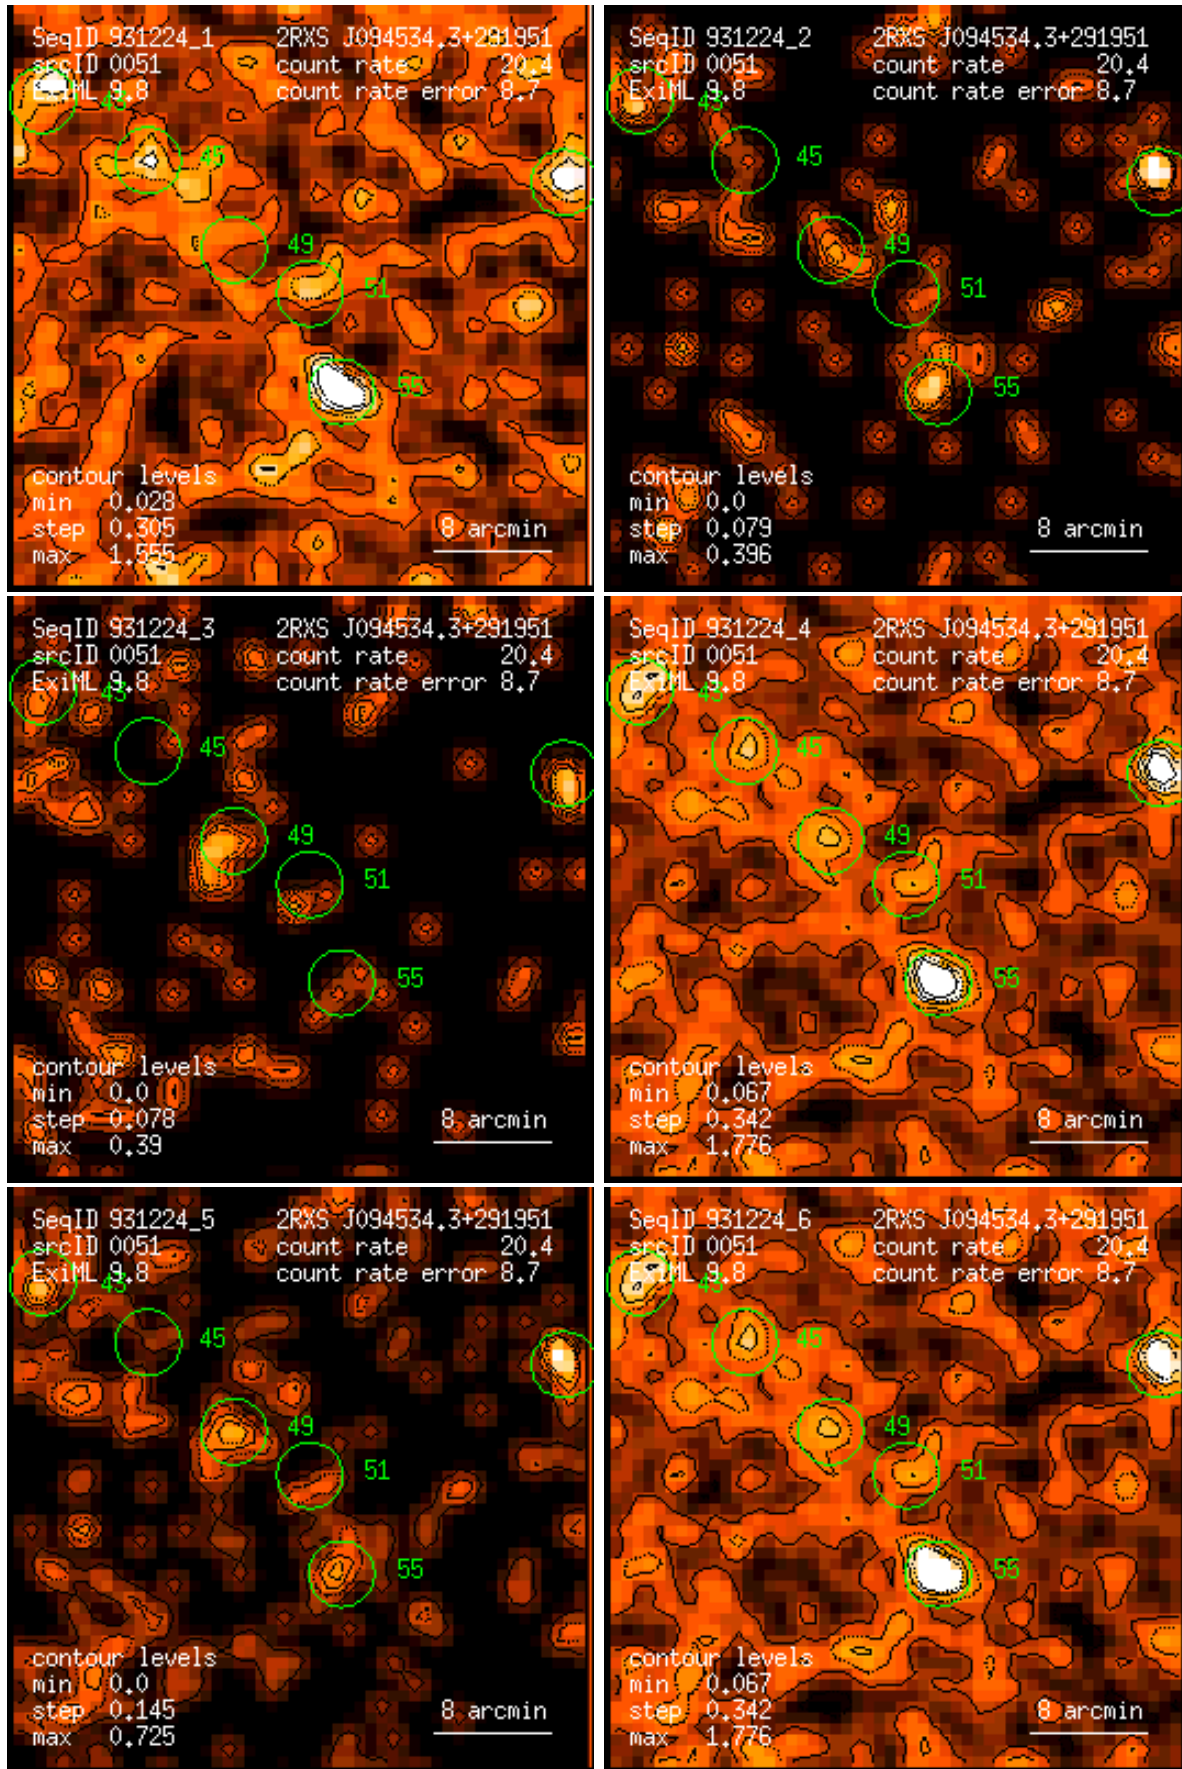 SeqID 931224_1 2RXS J094534.3+291951
srcID 0051 count rate 20.4
ExiML 9.8 count rate error 8.7
43
45
49
51
55
contour levels
min 0.028
step 0.305
max 1.555
8 arcmin
SeqID 931224_2 2RXS J094534.3+291951
srcID 0051 count rate 20.4
ExiML 9.8 count rate error 8.7
43
45
49
51
55
contour levels
min 0.0
step 0.079
max 0.396
8 arcmin
SeqID 931224_3 2RXS J094534.3+291951
srcID 0051 count rate 20.4
ExiML 9.8 count rate error 8.7
43
45
49
51
55
contour levels
min 0.0
step 0.078
max 0.39
8 arcmin
SeqID 931224_4 2RXS J094534.3+291951
srcID 0051 count rate 20.4
ExiML 9.8 count rate error 8.7
43
45
49
51
55
contour levels
min 0.067
step 0.342
max 1.776
8 arcmin
SeqID 931224_5 2RXS J094534.3+291951
srcID 0051 count rate 20.4
ExiML 9.8 count rate error 8.7
43
45
49
51
55
contour levels
min 0.0
step 0.145
max 0.725
8 arcmin
SeqID 931224_6 2RXS J094534.3+291951
srcID 0051 count rate 20.4
ExiML 9.8 count rate error 8.7
43
45
49
51
55
contour levels
min 0.067
step 0.342
max 1.776
8 arcmin